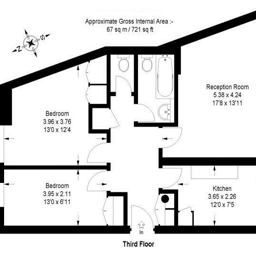 Approximate Gross Internal Area :-
67 sq m / 721 sq ft
N
S
Reception Room
5.38 x 4.24
17'8 x 13'11
Bedroom
3.96 x 3.76
13'0 x 12'4
Bedroom
3.95 x 2.11
13'0 x 6'11
Kitchen
3.65 x 2.26
12'0 x 7'5
Third Floor